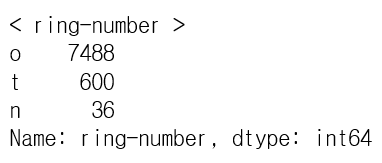 < ring-number >
o    7488
t     600
n      36
Name: ring-number, dtype: int64